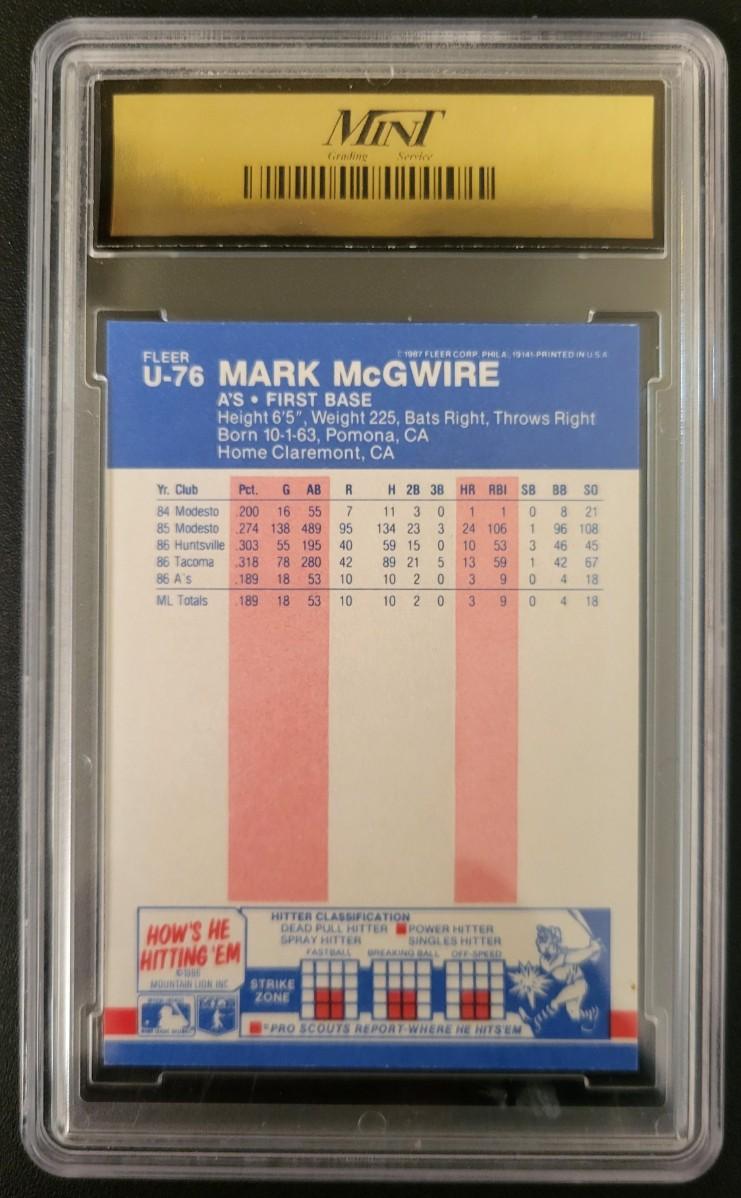 MINT
Grading Service
FLEER
© 1987 FLEER CORP. PHILA., 19141-PRINTED IN U.S.A.
U-76 MARK McGWIRE
A'S • FIRST BASE
Height 6'5", Weight 225, Bats Right, Throws Right
Born 10-1-63, Pomona, CA
Home Claremont, CA
Yr. Club Pct. G AB R H 2B 3B HR RBI SB BB SO
84 Modesto .200 16 55 7 11 3 0 1 1 0 8 21
85 Modesto .274 138 489 95 134 23 3 24 106 1 96 108
86 Huntsville .303 55 195 40 59 15 0 10 53 3 46 45
86 Tacoma .318 78 280 42 89 21 5 13 59 1 42 67
86 A's .189 18 53 10 10 2 0 3 9 0 4 18
ML Totals .189 18 53 10 10 2 0 3 9 0 4 18
HOW'S HE
HITTING 'EM
©1986
MOUNTAIN LION INC
HITTER CLASSIFICATION
DEAD PULL HITTER POWER HITTER
SPRAY HITTER SINGLES HITTER
FASTBALL BREAKING BALL OFF-SPEED
STRIKE
ZONE
=PRO SCOUTS REPORT-WHERE HE HITS 'EM